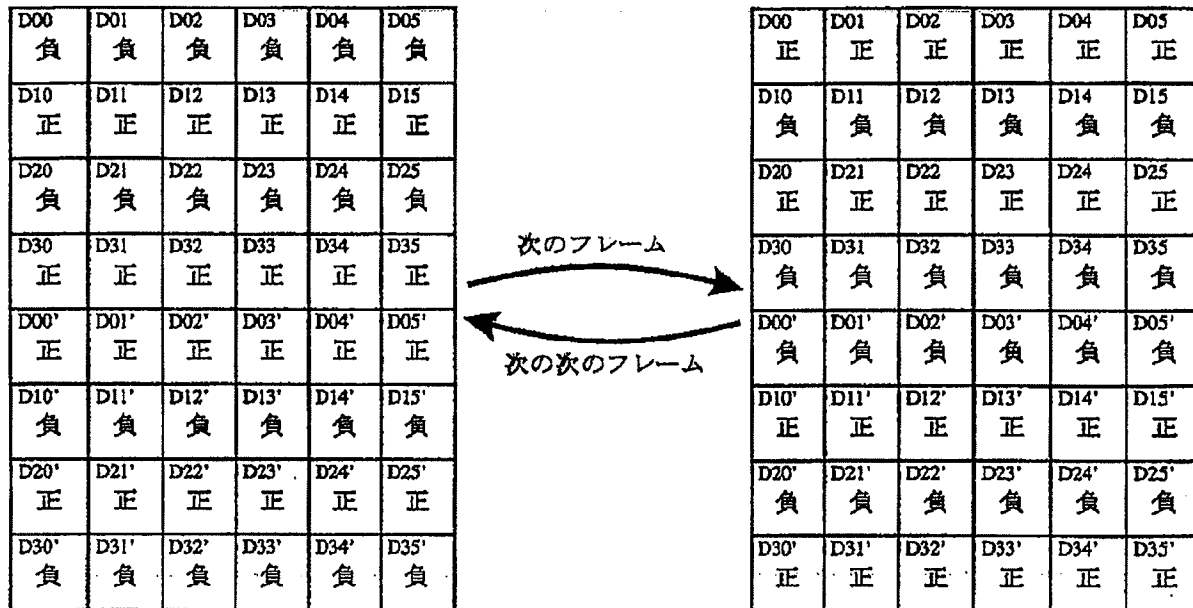 D00 D01 D02 D03 D04 D05
負 負 負 負 負 負
D10 D11 D12 D13 D14 D15
正 正 正 正 正 正
D20 D21 D22 D23 D24 D25
負 負 負 負 負 負
D30 D31 D32 D33 D34 D35
正 正 正 正 正 正
D00' D01' D02' D03' D04' D05'
正 正 正 正 正 正
D10' D11' D12' D13' D14' D15'
負 負 負 負 負 負
D20' D21' D22' D23' D24' D25'
正 正 正 正 正 正
D30' D31' D32' D33' D34' D35'
負 負 負 負 負 負
次のフレーム
次の次のフレーム
D00 D01 D02 D03 D04 D05
正 正 正 正 正 正
D10 D11 D12 D13 D14 D15
負 負 負 負 負 負
D20 D21 D22 D23 D24 D25
正 正 正 正 正 正
D30 D31 D32 D33 D34 D35
負 負 負 負 負 負
D00' D01' D02' D03' D04' D05'
負 負 負 負 負 負
D10' D11' D12' D13' D14' D15'
正 正 正 正 正 正
D20' D21' D22' D23' D24' D25'
負 負 負 負 負 負
D30' D31' D32' D33' D34' D35'
正 正 正 正 正 正